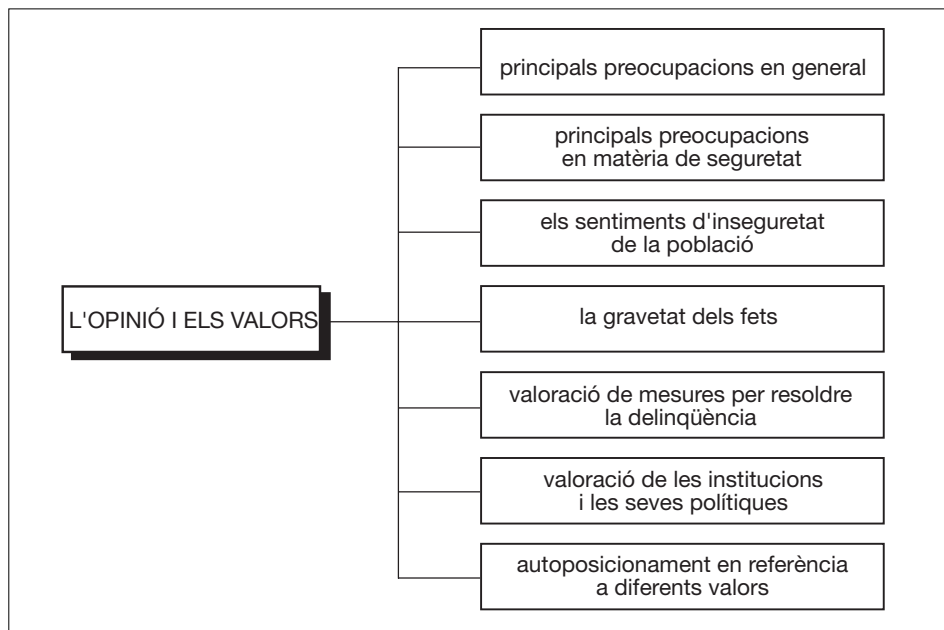 principals preocupacions en general
principals preocupacions
en matèria de seguretat
els sentiments d'inseguretat
de la població
L'OPINIÓ I ELS VALORS
la gravetat dels fets
valoració de mesures per resoldre
la delinqüència
valoració de les institucions
i les seves polítiques
autoposicionament en referència
a diferents valors